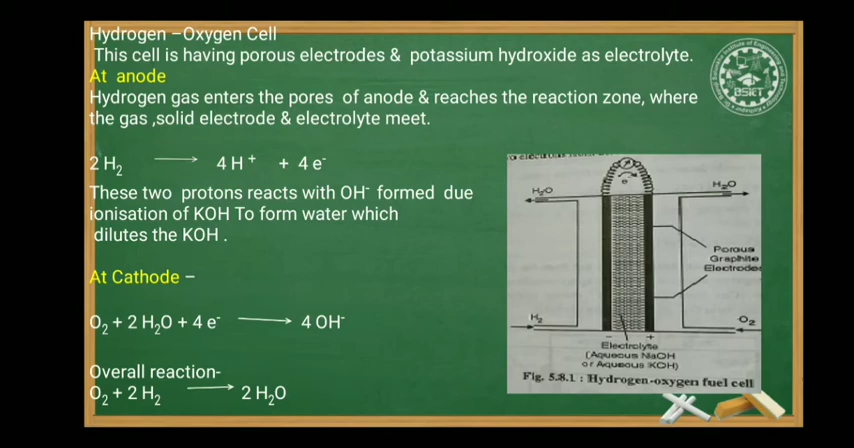 Hydrogen –Oxygen Cell
This cell is having porous electrodes & potassium hydroxide as electrolyte.
At anode
Hydrogen gas enters the pores of anode & reaches the reaction zone, where
the gas ,solid electrode & electrolyte meet.
2 H₂ ⟶ 4 H⁺ + 4 e⁻
These two protons reacts with OH⁻ formed due
ionisation of KOH To form water which
dilutes the KOH .
At Cathode –
O₂ + 2 H₂O + 4 e⁻ ⟶ 4 OH⁻
Overall reaction-
O₂ + 2 H₂ ⟶ 2 H₂O
BSIET
e⁻
H₂O
H₂O
Porous
Graphite
Electrodes
H₂
O₂
– +
Electrolyte
(Aqueous NaOH
or Aqueous KOH)
Fig. 5.8.1 : Hydrogen-oxygen fuel cell